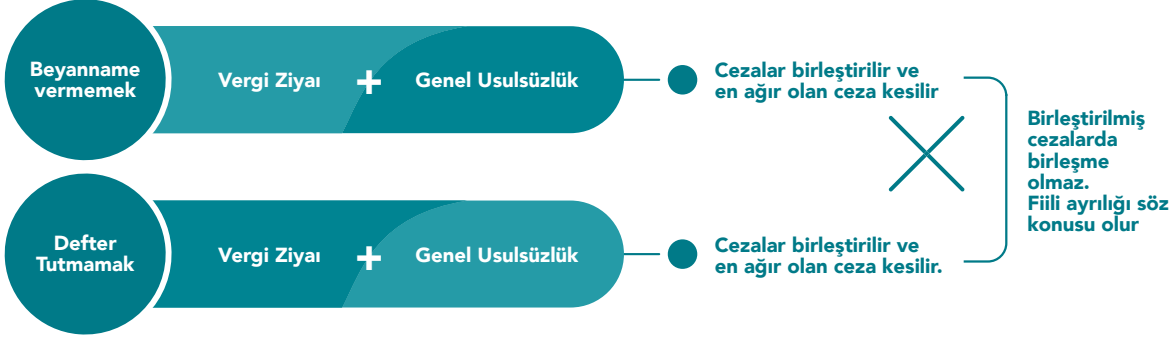 Beyanname
vermemek
Vergi Ziyaı + Genel Usulsüzlük
Cezalar birleştirilir ve
en ağır olan ceza kesilir
Defter
Tutmamak
Vergi Ziyaı + Genel Usulsüzlük
Cezalar birleştirilir ve
en ağır olan ceza kesilir.
Birleştirilmiş
cezalarda
birleşme
olmaz.
Fiili ayrılığı söz
konusu olur